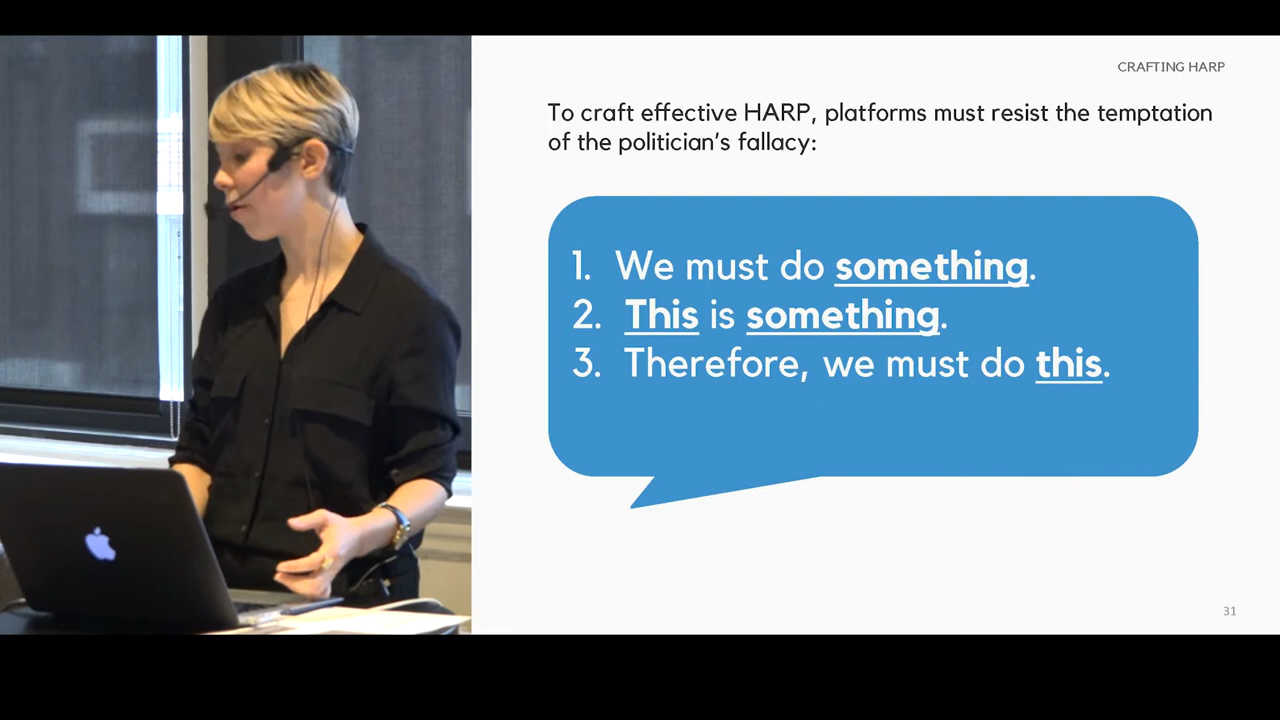 CRAFTING HARP
To craft effective HARP, platforms must resist the temptation
of the politician's fallacy:
1. We must do something.
2. This is something.
3. Therefore, we must do this.
31